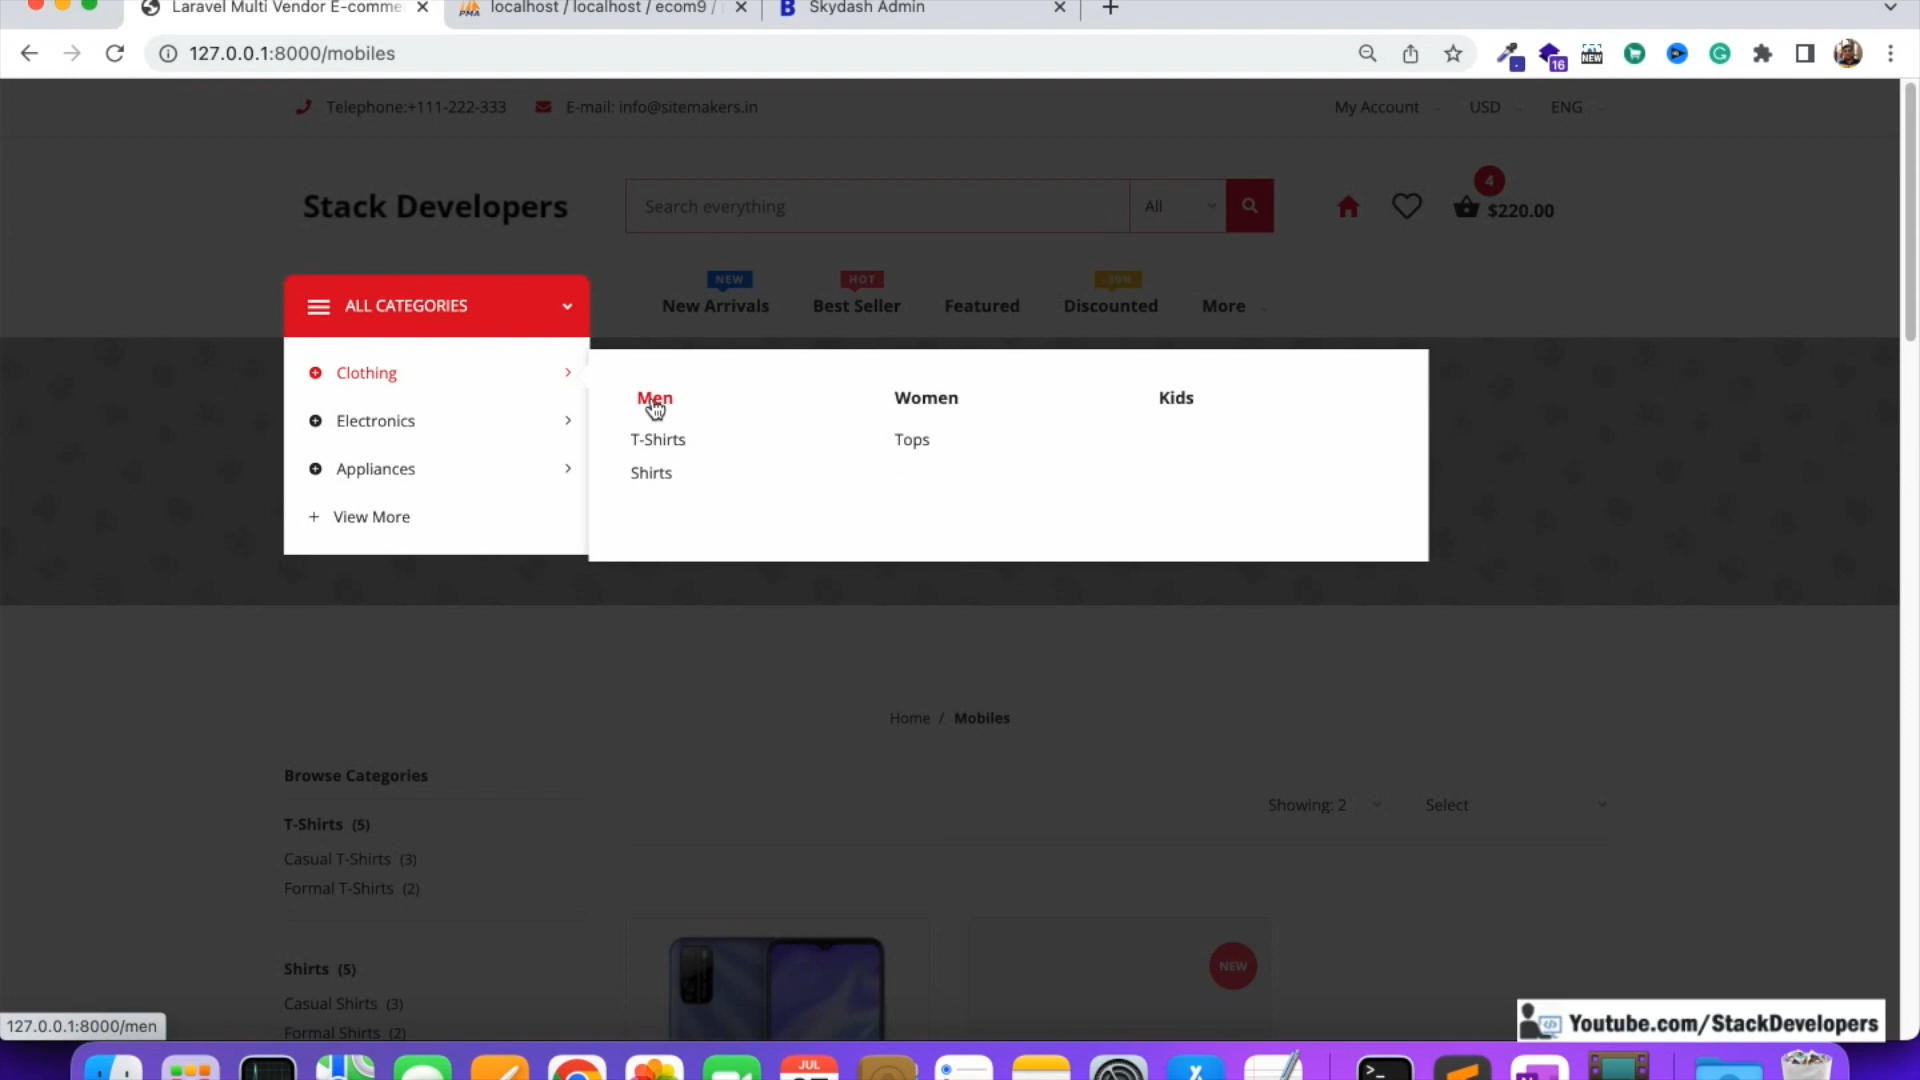 Laravel Multi Vendor E-comme
localhost / localhost / ecom9 /
Skydash Admin
127.0.0.1:8000/mobiles
16
NEW
Telephone:+111-222-333
E-mail: info@sitemakers.in
My Account
USD
ENG
Stack Developers
Search everything
All
4
$220.00
NEW
HOT
-30%
ALL CATEGORIES
New Arrivals
Best Seller
Featured
Discounted
More
Clothing
Electronics
Appliances
View More
Men
Women
Kids
T-Shirts
Tops
Shirts
Home / Mobiles
Browse Categories
Showing: 2
Select
T-Shirts (5)
Casual T-Shirts (3)
Formal T-Shirts (2)
Shirts (5)
NEW
Casual Shirts (3)
Formal Shirts (2)
127.0.0.1:8000/men
Youtube.com/StackDevelopers
JUL